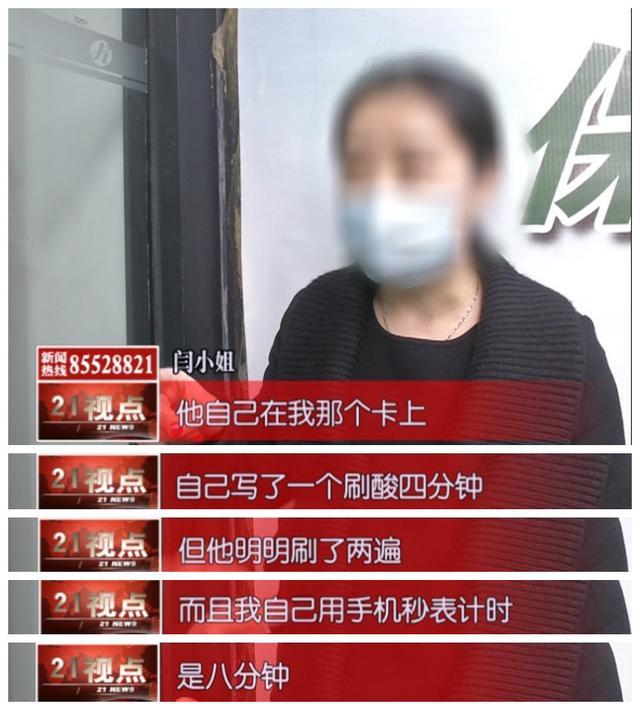 保
新闻
热线 85528821
闫小姐
21视点
21 NEWS
他自己在我那个卡上
21视点
21 NEWS
自己写了一个刷酸四分钟
21视点
21 NEWS
但他明明刷了两遍
21视点
21 NEWS
而且我自己用手机秒表计时
21视点
21 NEWS
是八分钟